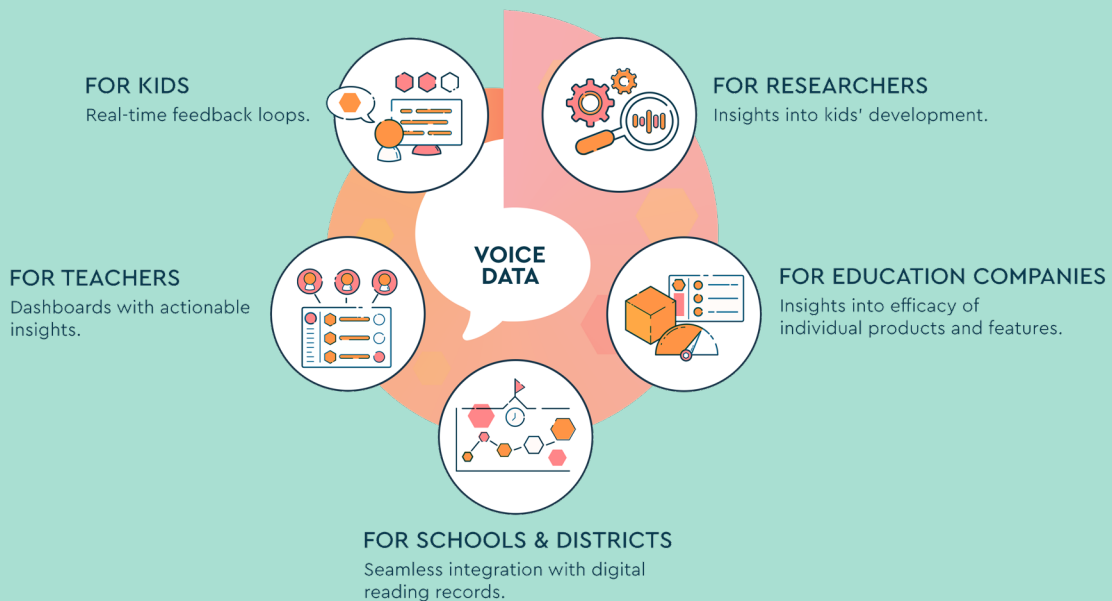 FOR KIDS
Real-time feedback loops.
FOR RESEARCHERS
Insights into kids' development.
VOICE
DATA
FOR TEACHERS
Dashboards with actionable
insights.
FOR EDUCATION COMPANIES
Insights into efficacy of
individual products and features.
FOR SCHOOLS & DISTRICTS
Seamless integration with digital
reading records.